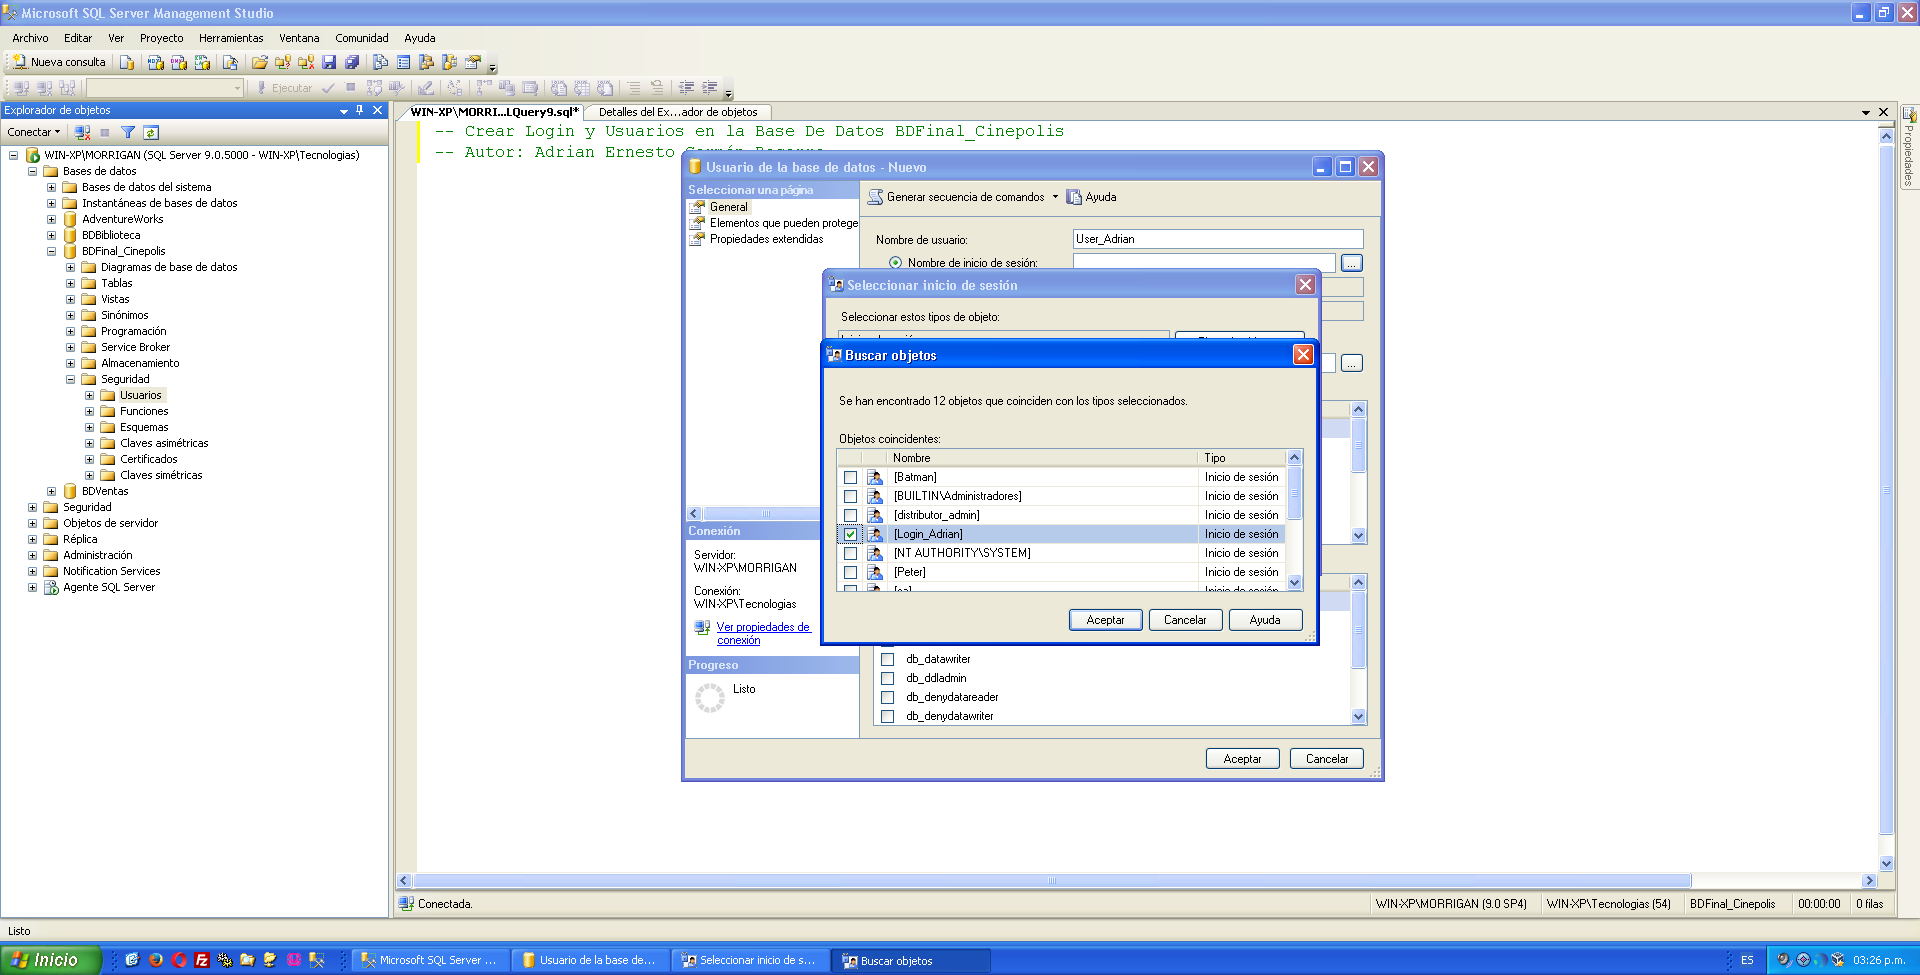 Microsoft SQL Server Management Studio
Archivo Editar Ver Proyecto Herramientas Ventana Comunidad Ayuda
Nueva consulta
Ejecutar
Explorador de objetos
Conectar
WIN-XP\MORRIGAN (SQL Server 9.0.5000 - WIN-XP\Tecnologias)
Bases de datos
Bases de datos del sistema
Instantáneas de bases de datos
AdventureWorks
BDBiblioteca
BDFinal_Cinepolis
Diagramas de base de datos
Tablas
Vistas
Sinónimos
Programación
Service Broker
Almacenamiento
Seguridad
Usuarios
Funciones
Esquemas
Claves asimétricas
Certificados
Claves simétricas
BDVentas
Seguridad
Objetos de servidor
Réplica
Administración
Notification Services
Agente SQL Server
WIN-XP\MORRI...LQuery9.sql* Detalles del Ex...ador de objetos
-- Crear Login y Usuarios en la Base De Datos BDFinal_Cinepolis
-- Autor: Adrian Ernesto
Propiedades
Usuario de la base de datos - Nuevo
Seleccionar una página
General
Elementos que pueden protege
Propiedades extendidas
Generar secuencia de comandos Ayuda
Nombre de usuario: User_Adrian
Nombre de inicio de sesión: ...
Seleccionar inicio de sesión
Seleccionar estos tipos de objeto:
...
Buscar objetos
Se han encontrado 12 objetos que coinciden con los tipos seleccionados.
Objetos coincidentes:
Nombre Tipo
[Batman] Inicio de sesión
[BUILTIN\Administradores] Inicio de sesión
[distributor_admin] Inicio de sesión
[Login_Adrian] Inicio de sesión
[NT AUTHORITY\SYSTEM] Inicio de sesión
[Peter] Inicio de sesión
[sa] Inicio de sesión
Aceptar Cancelar Ayuda
Conexión
Servidor:
WIN-XP\MORRIGAN
Conexión:
WIN-XP\Tecnologias
Ver propiedades de
conexión
Progreso
Listo
db_datawriter
db_ddladmin
db_denydatareader
db_denydatawriter
Aceptar Cancelar
Conectada. WIN-XP\MORRIGAN (9.0 SP4) WIN-XP\Tecnologias (54) BDFinal_Cinepolis 00:00:00 0 filas
Listo
Inicio Microsoft SQL Server ... Usuario de la base de... Seleccionar inicio de s... Buscar objetos ES 03:26 p.m.